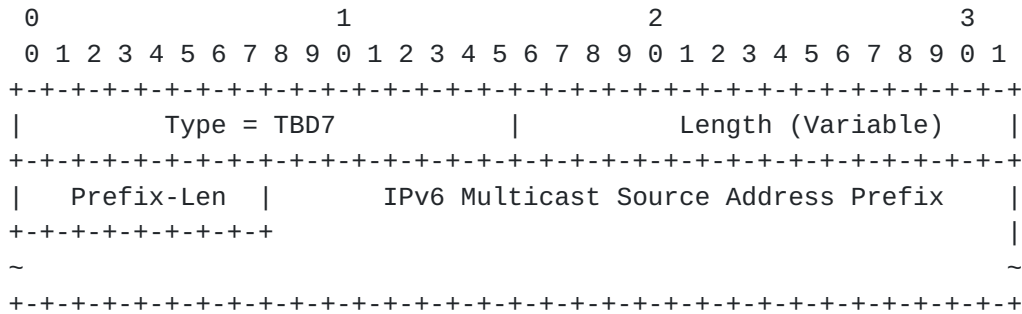 0                   1                   2                   3
 0 1 2 3 4 5 6 7 8 9 0 1 2 3 4 5 6 7 8 9 0 1 2 3 4 5 6 7 8 9 0 1
+-+-+-+-+-+-+-+-+-+-+-+-+-+-+-+-+-+-+-+-+-+-+-+-+-+-+-+-+-+-+-+-+
|         Type = TBD7           |          Length (Variable)    |
+-+-+-+-+-+-+-+-+-+-+-+-+-+-+-+-+-+-+-+-+-+-+-+-+-+-+-+-+-+-+-+-+
|   Prefix-Len  |       IPv6 Multicast Source Address Prefix    |
+-+-+-+-+-+-+-+-+                                               |
~                                                               ~
+-+-+-+-+-+-+-+-+-+-+-+-+-+-+-+-+-+-+-+-+-+-+-+-+-+-+-+-+-+-+-+-+